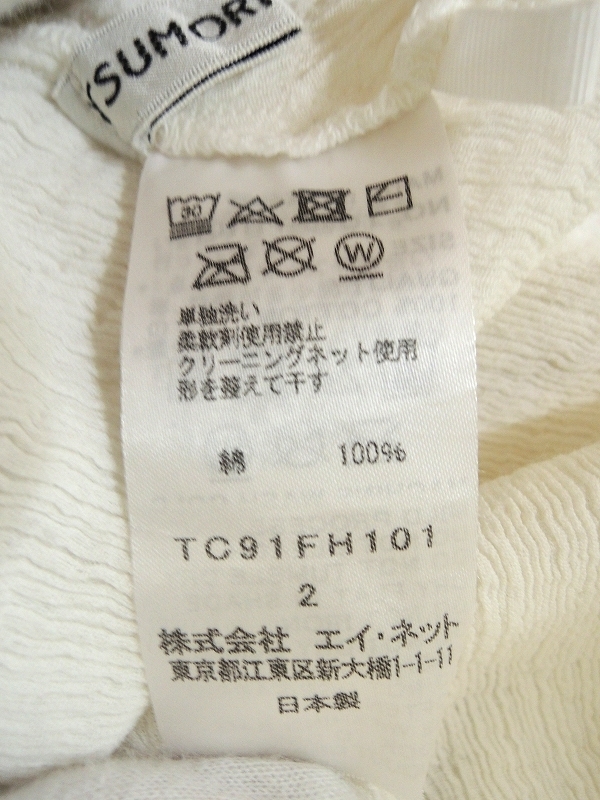 TSUMORI
30
W
単独洗い
柔軟剤使用禁止
クリーニングネット使用
形を整えて干す
綿 100%
TC91FH101
2
株式会社 エイ・ネット
東京都江東区新大橋1-1-11
日本製